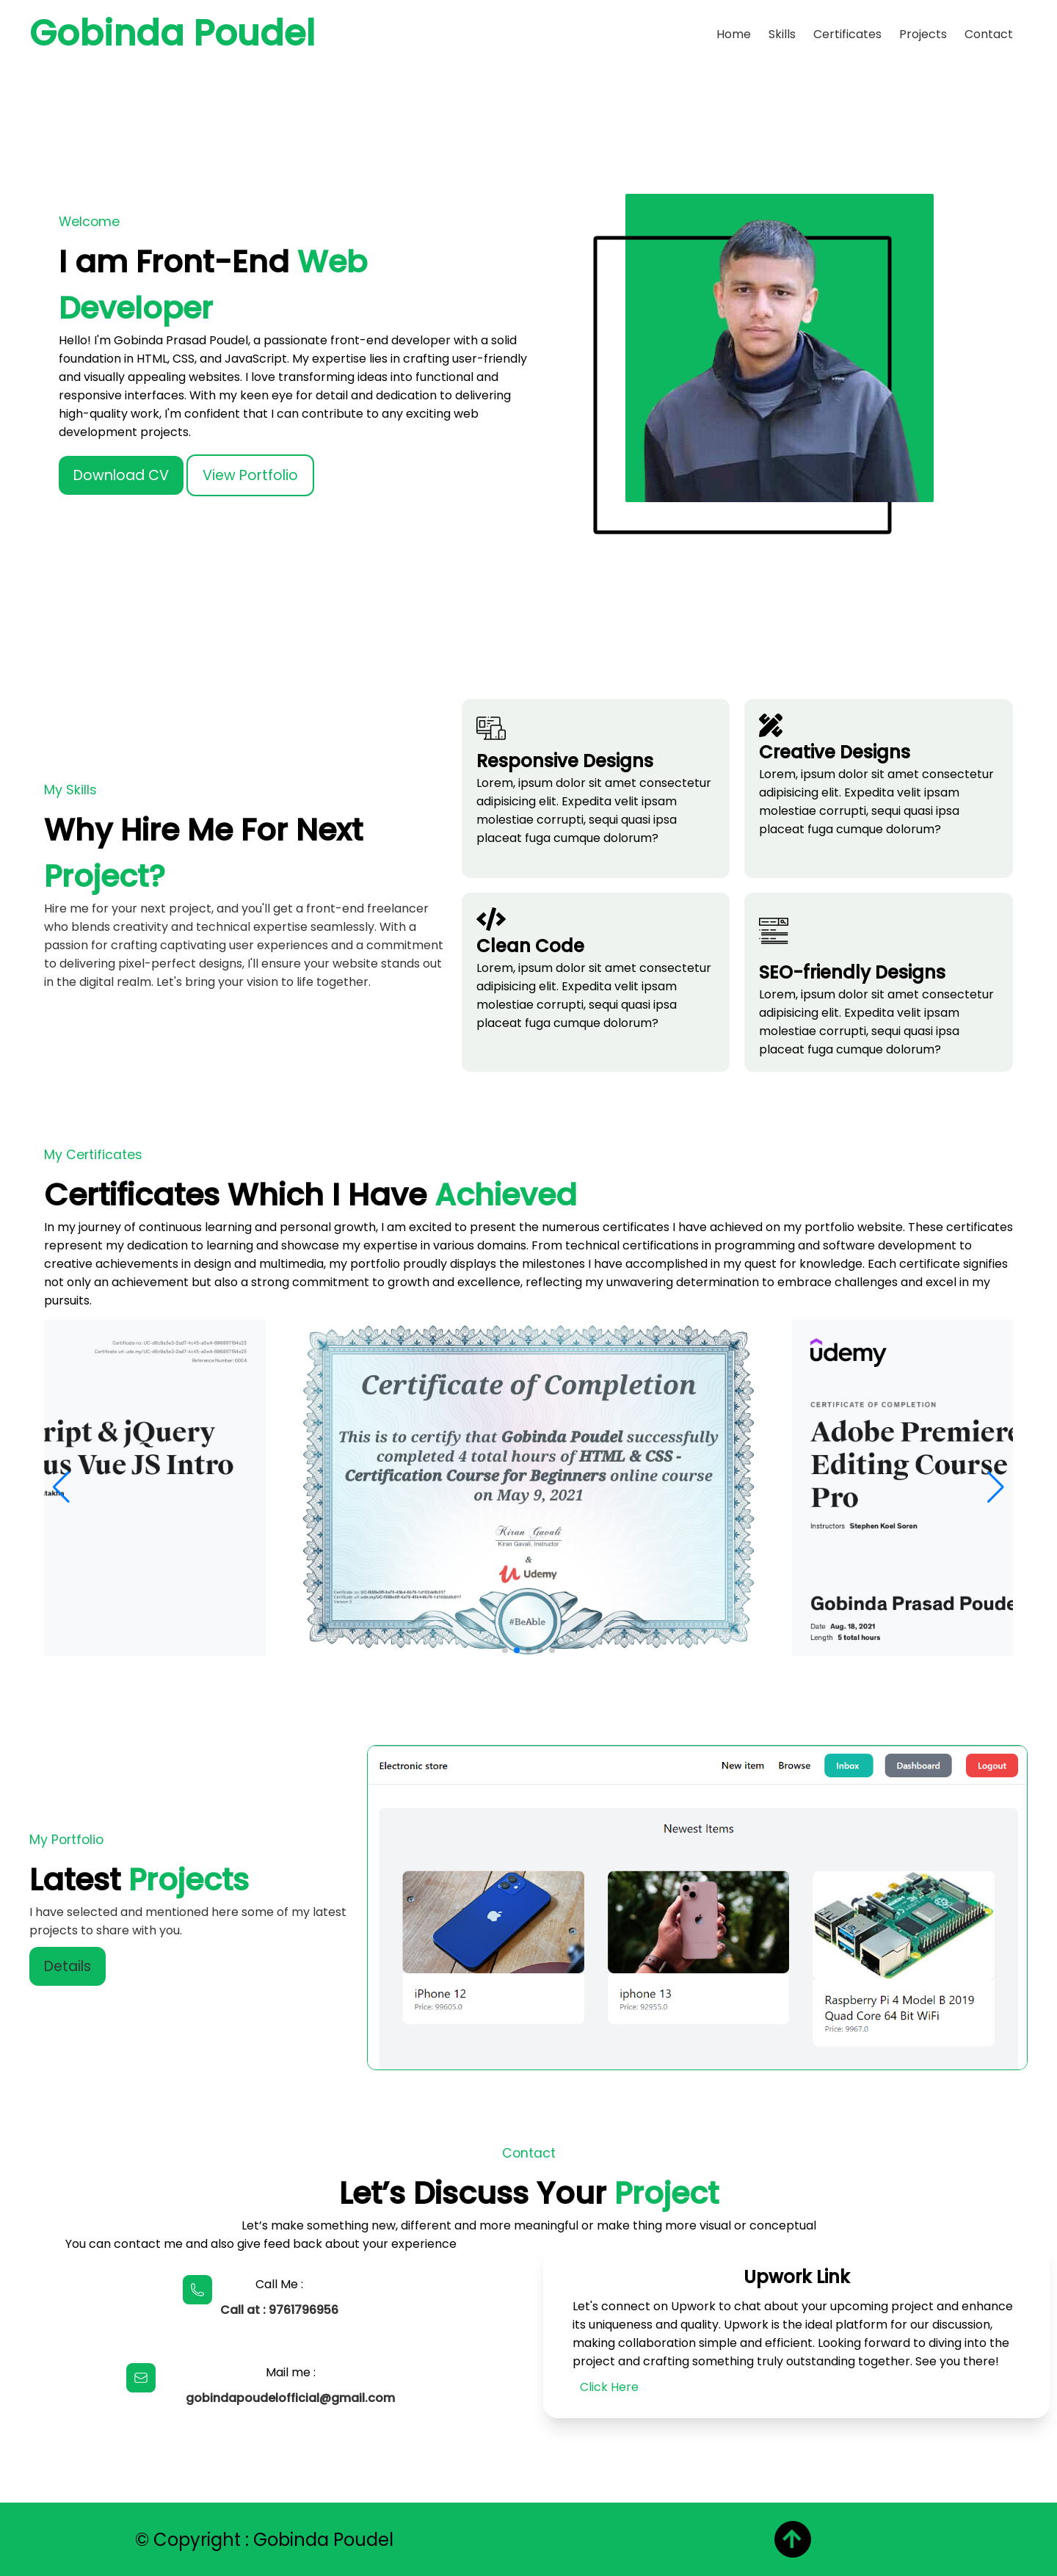 Gobinda Poudel
Home Skills Certificates Projects Contact
Welcome
I am Front-End Web
Developer
Hello! I'm Gobinda Prasad Poudel, a passionate front-end developer with a solid
foundation in HTML, CSS, and JavaScript. My expertise lies in crafting user-friendly
and visually appealing websites. I love transforming ideas into functional and
responsive interfaces. With my keen eye for detail and dedication to delivering
high-quality work, I'm confident that I can contribute to any exciting web
development projects.
Download CV View Portfolio
My Skills
Why Hire Me For Next
Project?
Hire me for your next project, and you'll get a front-end freelancer
who blends creativity and technical expertise seamlessly. With a
passion for crafting captivating user experiences and a commitment
to delivering pixel-perfect designs, I'll ensure your website stands out
in the digital realm. Let's bring your vision to life together.
Responsive Designs
Lorem, ipsum dolor sit amet consectetur
adipisicing elit. Expedita velit ipsam
molestiae corrupti, sequi quasi ipsa
placeat fuga cumque dolorum?
Creative Designs
Lorem, ipsum dolor sit amet consectetur
adipisicing elit. Expedita velit ipsam
molestiae corrupti, sequi quasi ipsa
placeat fuga cumque dolorum?
Clean Code
Lorem, ipsum dolor sit amet consectetur
adipisicing elit. Expedita velit ipsam
molestiae corrupti, sequi quasi ipsa
placeat fuga cumque dolorum?
SEO-friendly Designs
Lorem, ipsum dolor sit amet consectetur
adipisicing elit. Expedita velit ipsam
molestiae corrupti, sequi quasi ipsa
placeat fuga cumque dolorum?
My Certificates
Certificates Which I Have Achieved
In my journey of continuous learning and personal growth, I am excited to present the numerous certificates I have achieved on my portfolio website. These certificates
represent my dedication to learning and showcase my expertise in various domains. From technical certifications in programming and software development to
creative achievements in design and multimedia, my portfolio proudly displays the milestones I have accomplished in my quest for knowledge. Each certificate signifies
not only an achievement but also a strong commitment to growth and excellence, reflecting my unwavering determination to embrace challenges and excel in my
pursuits.
Reference Number: 0004
ript & jQuery
us Vue JS Intro
Certificate of Completion
This is to certify that Gobinda Poudel successfully
completed 4 total hours of HTML & CSS -
Certification Course for Beginners online course
on May 9, 2021
Kiran Gavali
Kiran Gavali, Instructor
&
Udemy
#BeAble
udemy
CERTIFICATE OF COMPLETION
Adobe Premiere
Editing Course
Pro
Instructors Stephen Koel Soren
Gobinda Prasad Poude
Date Aug. 18, 2021
Length 5 total hours
My Portfolio
Latest Projects
I have selected and mentioned here some of my latest
projects to share with you.
Details
Electronic store New item Browse Inbox Dashboard Logout
Newest Items
iPhone 12
Price: 99605.0
iphone 13
Price: 92955.0
Raspberry Pi 4 Model B 2019
Quad Core 64 Bit WiFi
Price: 9967.0
Contact
Let’s Discuss Your Project
Let’s make something new, different and more meaningful or make thing more visual or conceptual
You can contact me and also give feed back about your experience
Call Me :
Call at : 9761796956
Mail me :
gobindapoudelofficial@gmail.com
Upwork Link
Let's connect on Upwork to chat about your upcoming project and enhance
its uniqueness and quality. Upwork is the ideal platform for our discussion,
making collaboration simple and efficient. Looking forward to diving into the
project and crafting something truly outstanding together. See you there!
Click Here
© Copyright : Gobinda Poudel